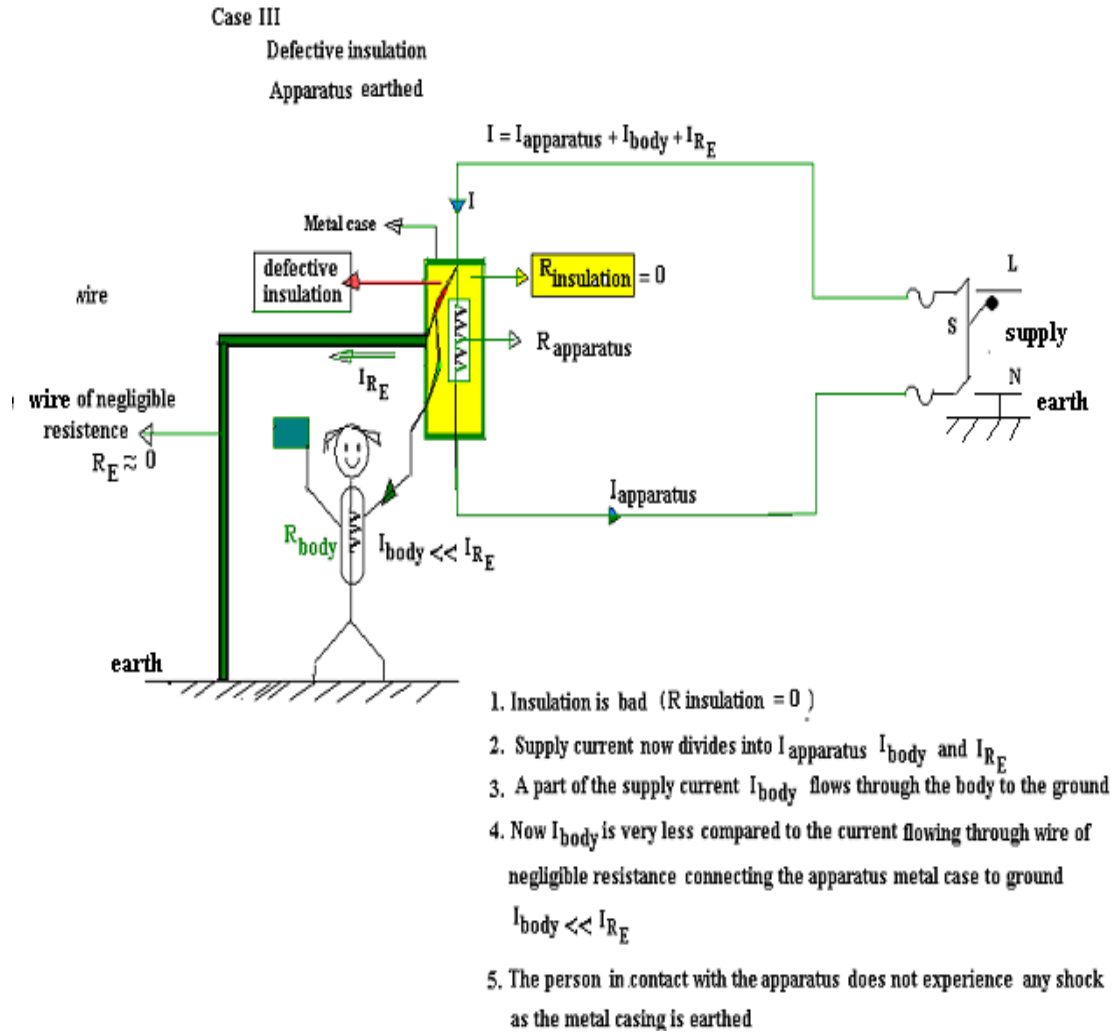 Case III
Defective insulation
Apparatus earthed
I = Iapparatus + Ibody + IRE
I
Metal case
defective
insulation
Rinsulation = 0
L
wire
S
supply
Rapparatus
IRE
N
earth
wire of negligible
resistence
RE ≈ 0
Iapparatus
Rbody
Ibody << IRE
earth
1. Insulation is bad (R insulation = 0 )
2. Supply current now divides into Iapparatus Ibody and IRE
3. A part of the supply current Ibody flows through the body to the ground
4. Now Ibody is very less compared to the current flowing through wire of
negligible resistance connecting the apparatus metal case to ground
Ibody << IRE
5. The person in contact with the apparatus does not experience any shock
as the metal casing is earthed